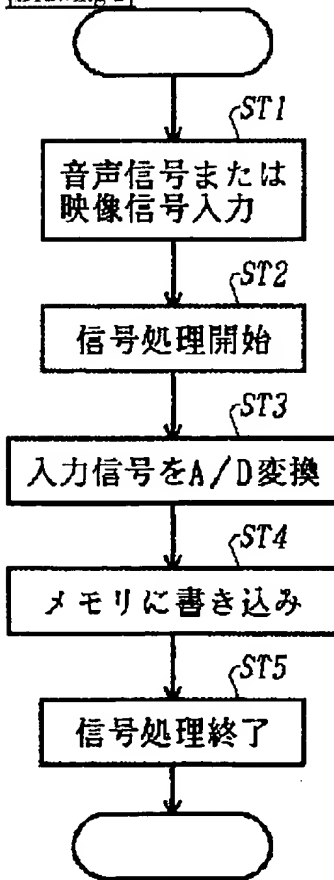 ST1
音声信号または
映像信号入力
ST2
信号処理開始
ST3
入力信号をA/D変換
ST4
メモリに書き込み
ST5
信号処理終了